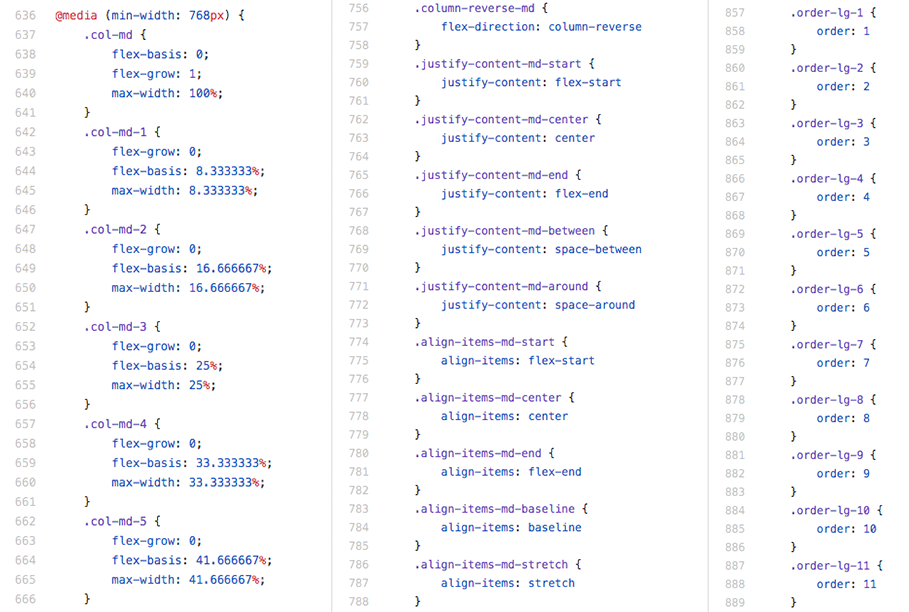 636 @media (min-width: 768px) {
637 .col-md {
638 flex-basis: 0;
639 flex-grow: 1;
640 max-width: 100%;
641 }
642 .col-md-1 {
643 flex-grow: 0;
644 flex-basis: 8.333333%;
645 max-width: 8.333333%;
646 }
647 .col-md-2 {
648 flex-grow: 0;
649 flex-basis: 16.666667%;
650 max-width: 16.666667%;
651 }
652 .col-md-3 {
653 flex-grow: 0;
654 flex-basis: 25%;
655 max-width: 25%;
656 }
657 .col-md-4 {
658 flex-grow: 0;
659 flex-basis: 33.333333%;
660 max-width: 33.333333%;
661 }
662 .col-md-5 {
663 flex-grow: 0;
664 flex-basis: 41.666667%;
665 max-width: 41.666667%;
666 }
756 .column-reverse-md {
757 flex-direction: column-reverse
758 }
759 .justify-content-md-start {
760 justify-content: flex-start
761 }
762 .justify-content-md-center {
763 justify-content: center
764 }
765 .justify-content-md-end {
766 justify-content: flex-end
767 }
768 .justify-content-md-between {
769 justify-content: space-between
770 }
771 .justify-content-md-around {
772 justify-content: space-around
773 }
774 .align-items-md-start {
775 align-items: flex-start
776 }
777 .align-items-md-center {
778 align-items: center
779 }
780 .align-items-md-end {
781 align-items: flex-end
782 }
783 .align-items-md-baseline {
784 align-items: baseline
785 }
786 .align-items-md-stretch {
787 align-items: stretch
788 }
857 .order-lg-1 {
858 order: 1
859 }
860 .order-lg-2 {
861 order: 2
862 }
863 .order-lg-3 {
864 order: 3
865 }
866 .order-lg-4 {
867 order: 4
868 }
869 .order-lg-5 {
870 order: 5
871 }
872 .order-lg-6 {
873 order: 6
874 }
875 .order-lg-7 {
876 order: 7
877 }
878 .order-lg-8 {
879 order: 8
880 }
881 .order-lg-9 {
882 order: 9
883 }
884 .order-lg-10 {
885 order: 10
886 }
887 .order-lg-11 {
888 order: 11
889 }